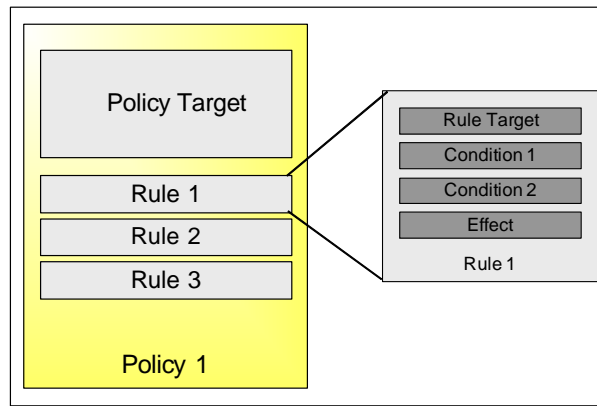 Policy Target
Rule 1
Rule 2
Rule 3
Policy 1
Rule Target
Condition 1
Condition 2
Effect
Rule 1